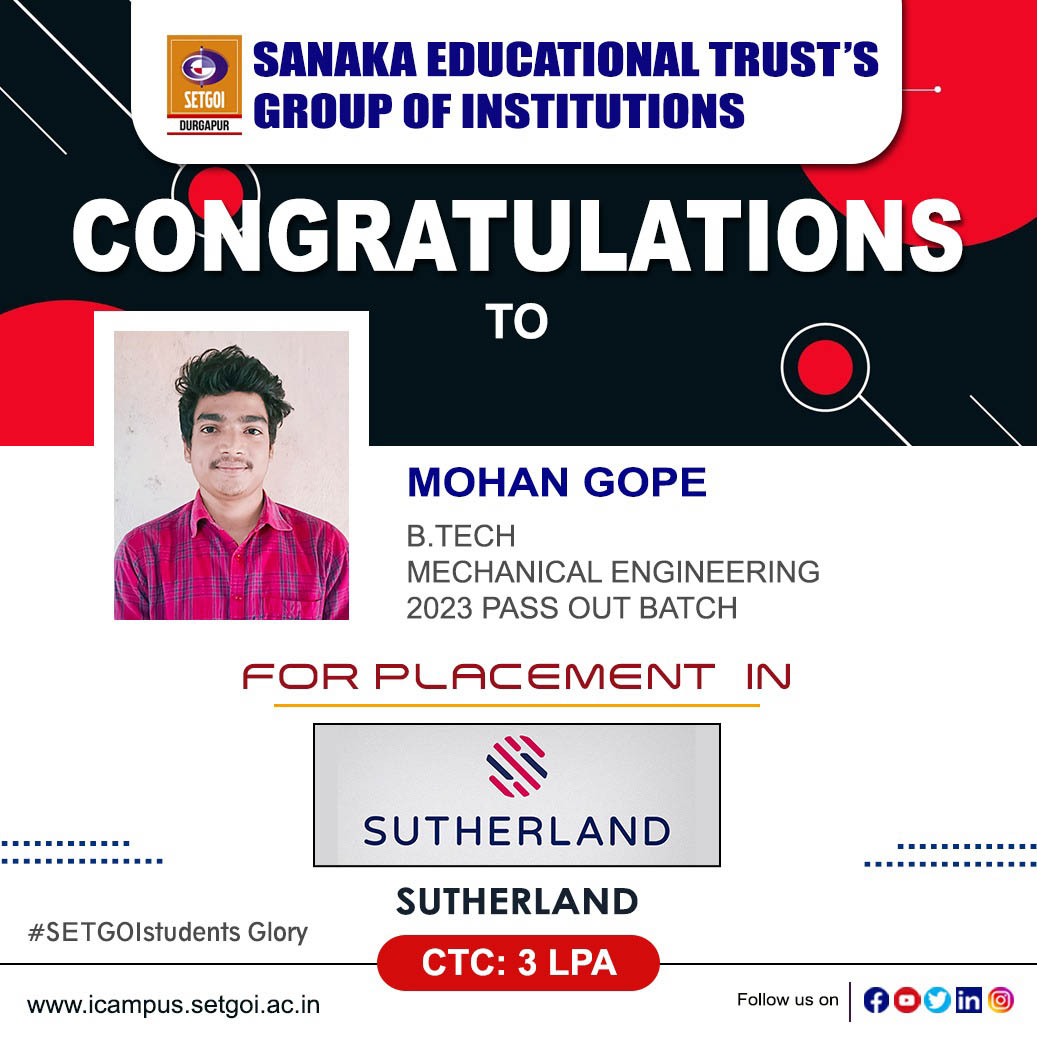 SETGOI
DURGAPUR
SANAKA EDUCATIONAL TRUST'S
GROUP OF INSTITUTIONS
CONGRATULATIONS
TO
MOHAN GOPE
B.TECH
MECHANICAL ENGINEERING
2023 PASS OUT BATCH
FOR PLACEMENT IN
SUTHERLAND
SUTHERLAND
#SETGOIstudents Glory
CTC: 3 LPA
www.icampus.setgoi.ac.in
Follow us on